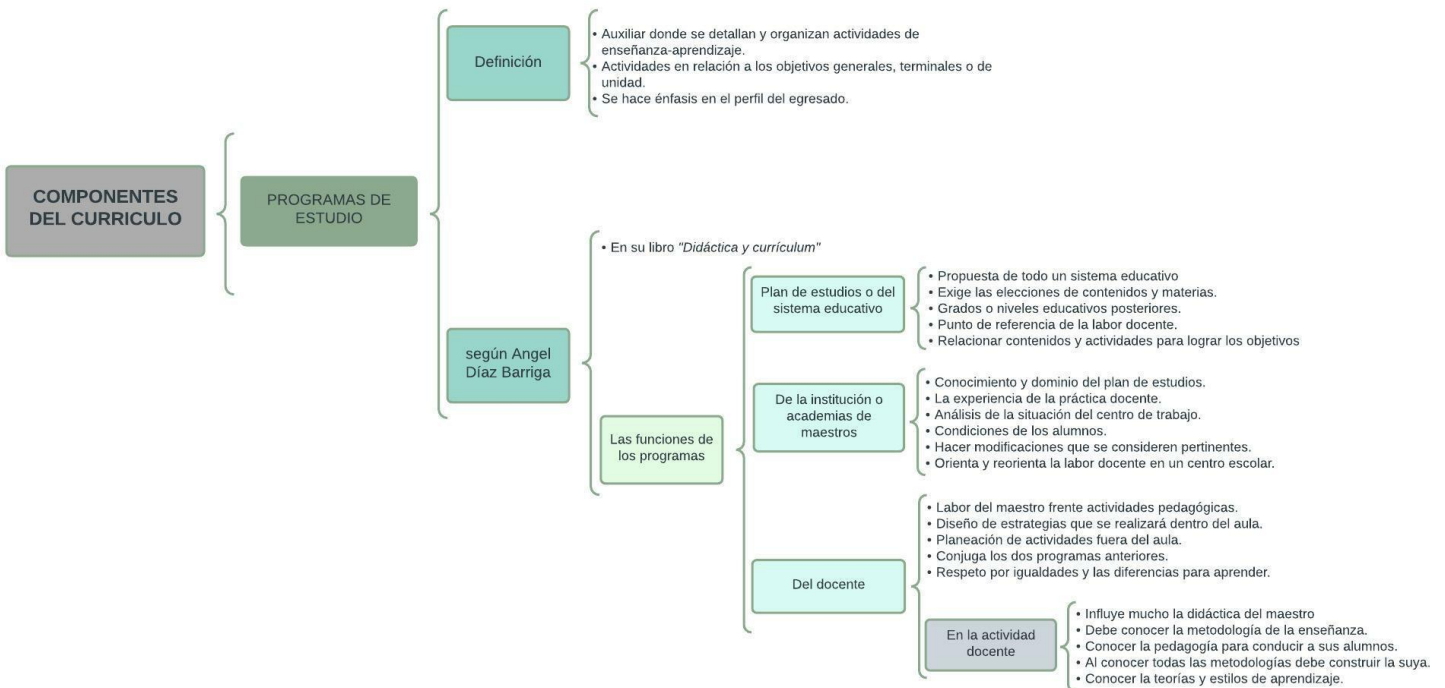 COMPONENTES
DEL CURRICULO
PROGRAMAS DE
ESTUDIO
Definición
• Auxiliar donde se detallan y organizan actividades de
enseñanza-aprendizaje.
• Actividades en relación a los objetivos generales, terminales o de
unidad.
• Se hace énfasis en el perfil del egresado.
según Angel
Díaz Barriga
• En su libro "Didáctica y currículum"
Las funciones de
los programas
Plan de estudios o del
sistema educativo
• Propuesta de todo un sistema educativo
• Exige las elecciones de contenidos y materias.
• Grados o niveles educativos posteriores.
• Punto de referencia de la labor docente.
• Relacionar contenidos y actividades para lograr los objetivos
De la institución o
academias de
maestros
• Conocimiento y dominio del plan de estudios.
• La experiencia de la práctica docente.
• Análisis de la situación del centro de trabajo.
• Condiciones de los alumnos.
• Hacer modificaciones que se consideren pertinentes.
• Orienta y reorienta la labor docente en un centro escolar.
Del docente
• Labor del maestro frente actividades pedagógicas.
• Diseño de estrategias que se realizará dentro del aula.
• Planeación de actividades fuera del aula.
• Conjuga los dos programas anteriores.
• Respeto por igualdades y las diferencias para aprender.
En la actividad
docente
• Influye mucho la didáctica del maestro
• Debe conocer la metodología de la enseñanza.
• Conocer la pedagogía para conducir a sus alumnos.
• Al conocer todas las metodologías debe construir la suya.
• Conocer la teorías y estilos de aprendizaje.